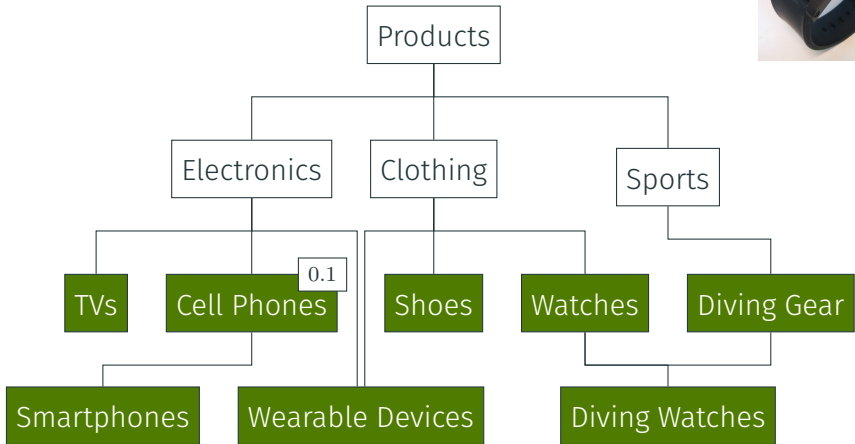 Products
Electronics
Clothing
Sports
0.1
TVs
Cell Phones
Shoes
Watches
Diving Gear
Smartphones
Wearable Devices
Diving Watches